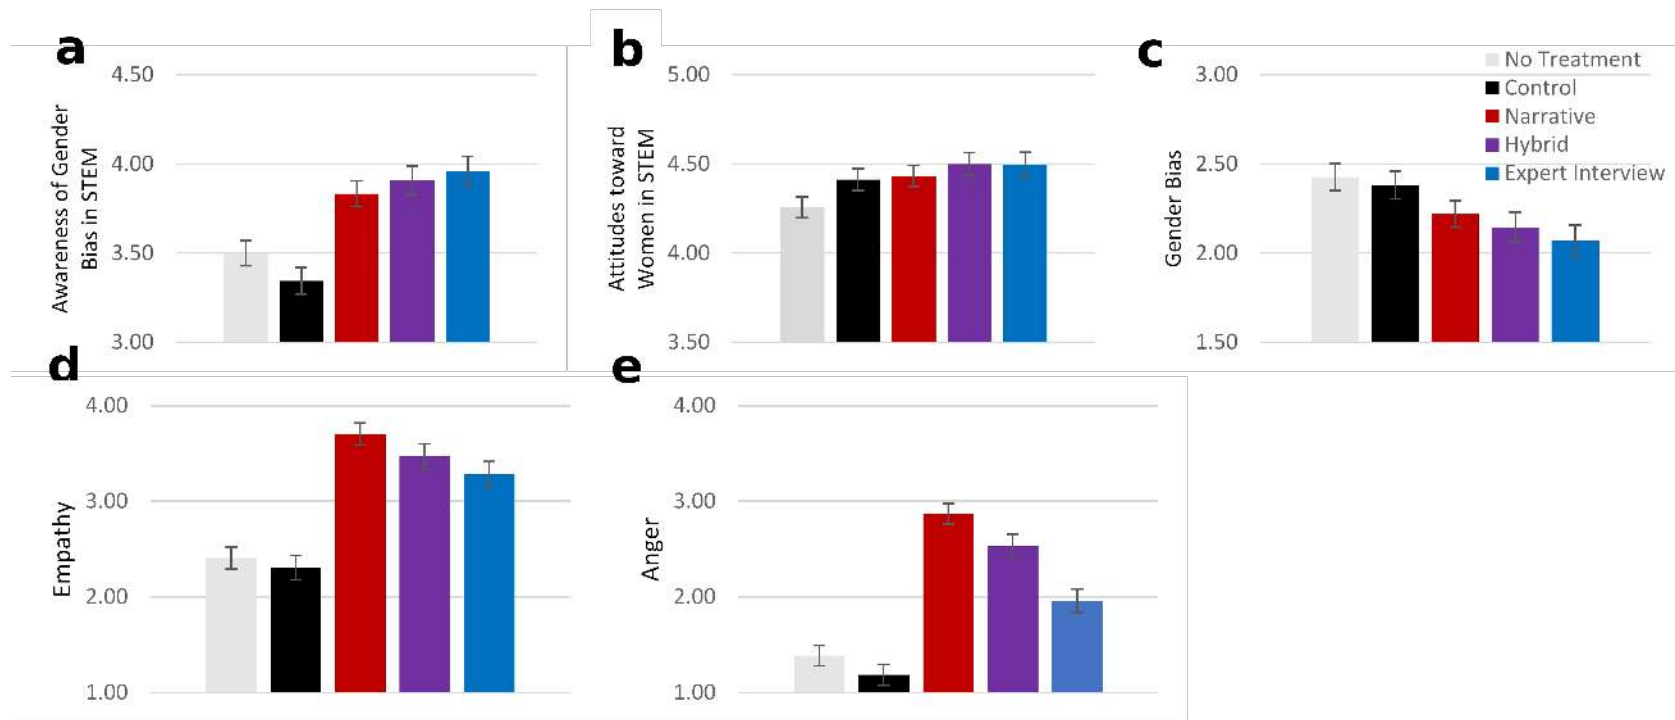 a
4.50
4.00
3.50
3.00
Awareness of Gender
Bias in STEM
b
5.00
4.50
4.00
3.50
Attitudes toward
Women in STEM
c
3.00
2.50
2.00
1.50
Gender Bias
No Treatment
Control
Narrative
Hybrid
Expert Interview
d
4.00
3.00
2.00
1.00
Empathy
e
4.00
3.00
2.00
1.00
Anger